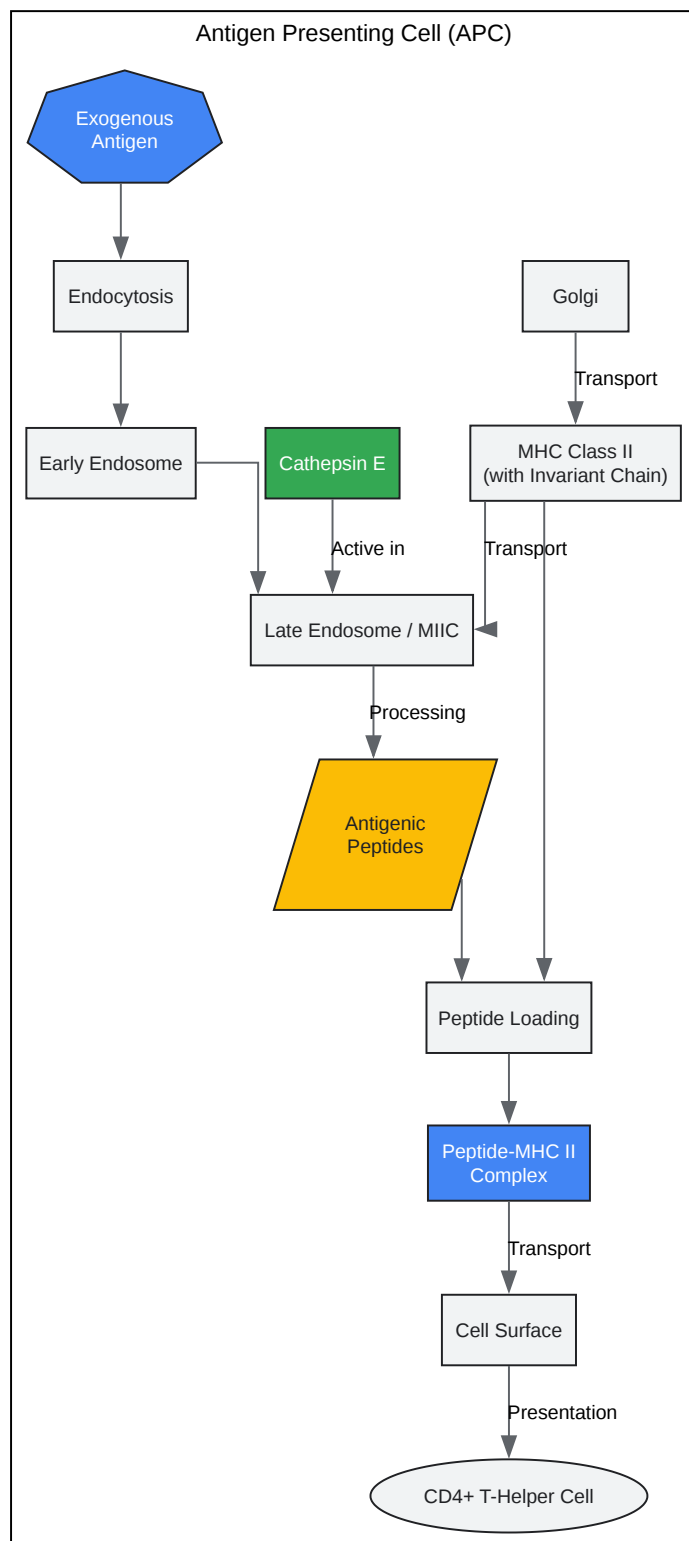 Antigen Presenting Cell (APC)
Exogenous
Antigen
Endocytosis
Golgi
Transport
Early Endosome
Cathepsin E
MHC Class II
(with Invariant Chain)
Active in
Transport
Late Endosome / MIIC
Processing
Antigenic
Peptides
Peptide Loading
Peptide-MHC II
Complex
Transport
Cell Surface
Presentation
CD4+ T-Helper Cell